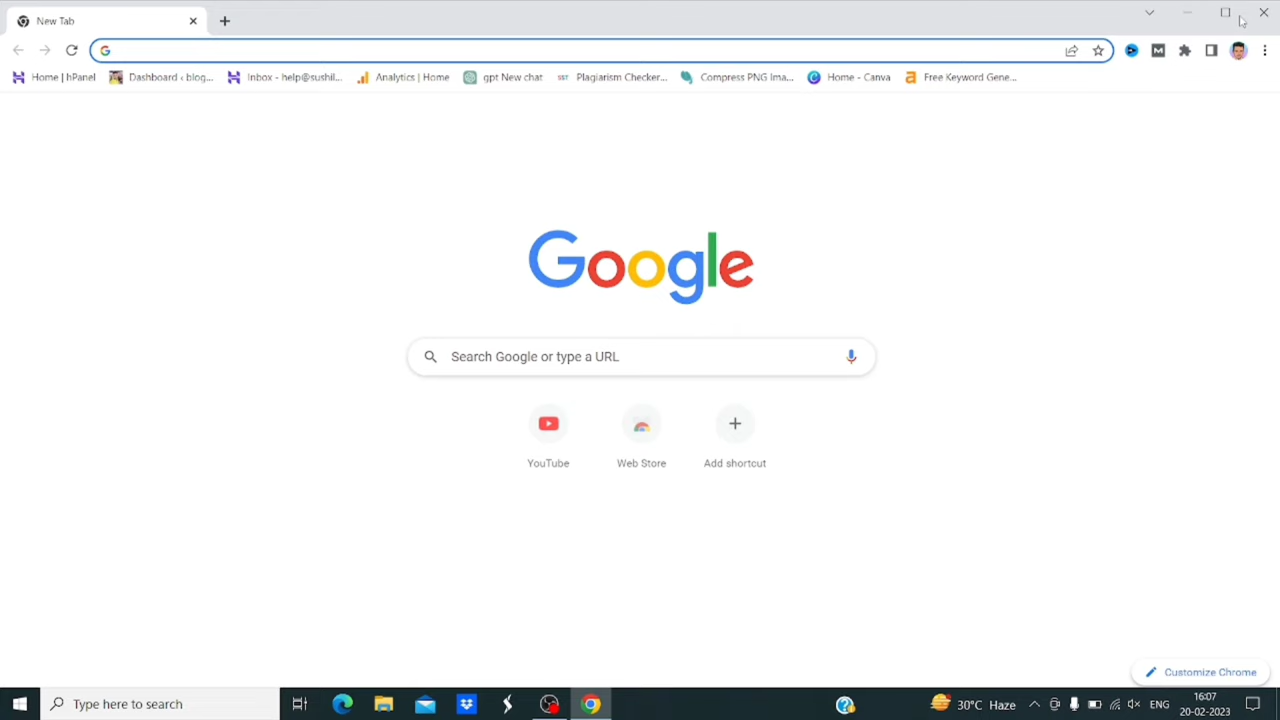 New Tab
Home | hPanel
Dashboard ‹ blog...
Inbox - help@sushil...
Analytics | Home
gpt New chat
SST
Plagiarism Checker...
Compress PNG Ima...
Home - Canva
Free Keyword Gene...
Google
Search Google or type a URL
YouTube
Web Store
Add shortcut
Customize Chrome
Type here to search
30°C Haze
ENG
16:07
20-02-2023